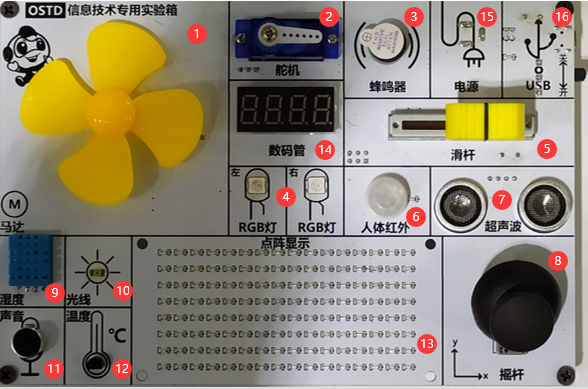 OSTD 信息技术专用实验箱
1
2
舵机
3
蜂鸣器
15
电源
16
USB
关
开
数码管
14
滑杆
5
左
右
4
RGB灯
RGB灯
人体红外
6
7
超声波
M
马达
点阵显示
湿度
9
光线
10
8
声音
11
温度
℃
12
13
y
x
摇杆